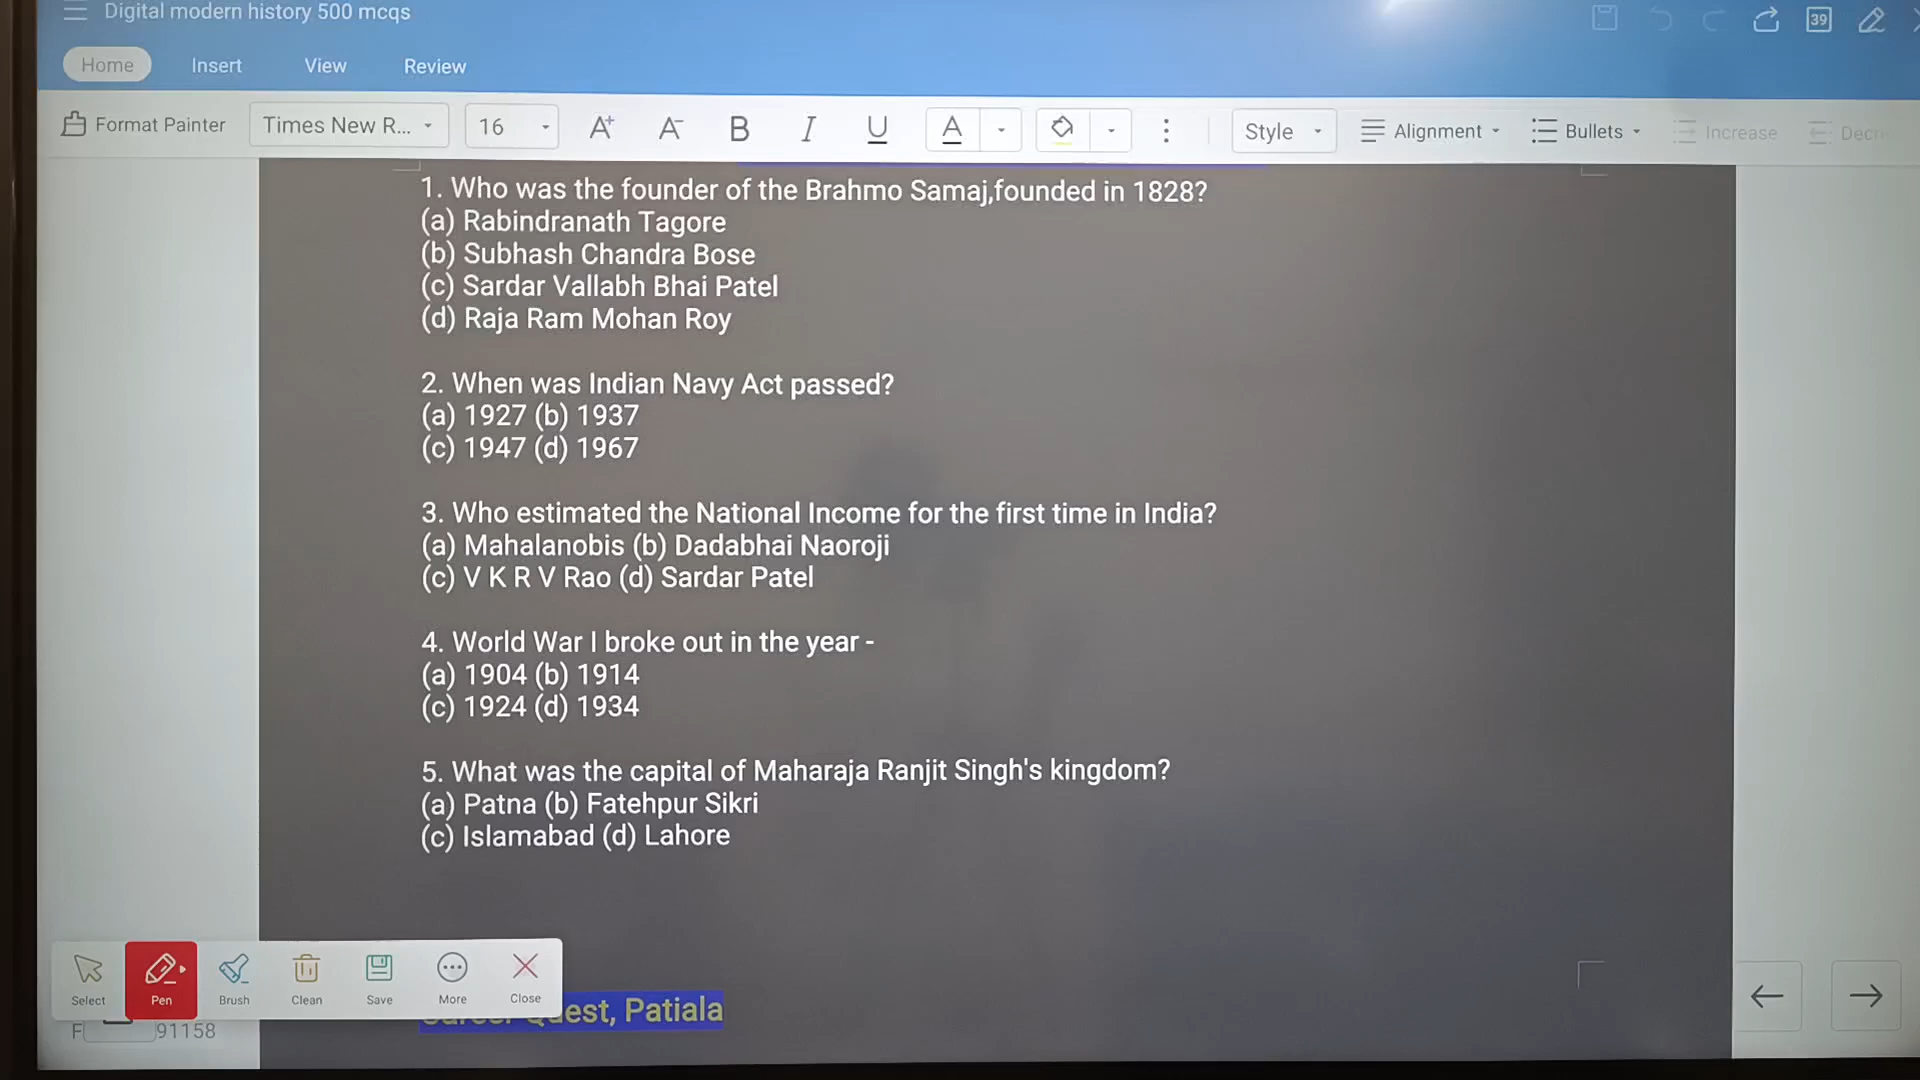 Digital modern history 500 mcqs
39
Home Insert View Review
Format Painter Times New R... 16 A+ A- B I U A Style Alignment Bullets Increase
1. Who was the founder of the Brahmo Samaj,founded in 1828?
(a) Rabindranath Tagore
(b) Subhash Chandra Bose
(c) Sardar Vallabh Bhai Patel
(d) Raja Ram Mohan Roy
2. When was Indian Navy Act passed?
(a) 1927 (b) 1937
(c) 1947 (d) 1967
3. Who estimated the National Income for the first time in India?
(a) Mahalanobis (b) Dadabhai Naoroji
(c) V K R V Rao (d) Sardar Patel
4. World War I broke out in the year -
(a) 1904 (b) 1914
(c) 1924 (d) 1934
5. What was the capital of Maharaja Ranjit Singh's kingdom?
(a) Patna (b) Fatehpur Sikri
(c) Islamabad (d) Lahore
Select Pen Brush Clean Save More Close
Quest, Patiala
F 91158